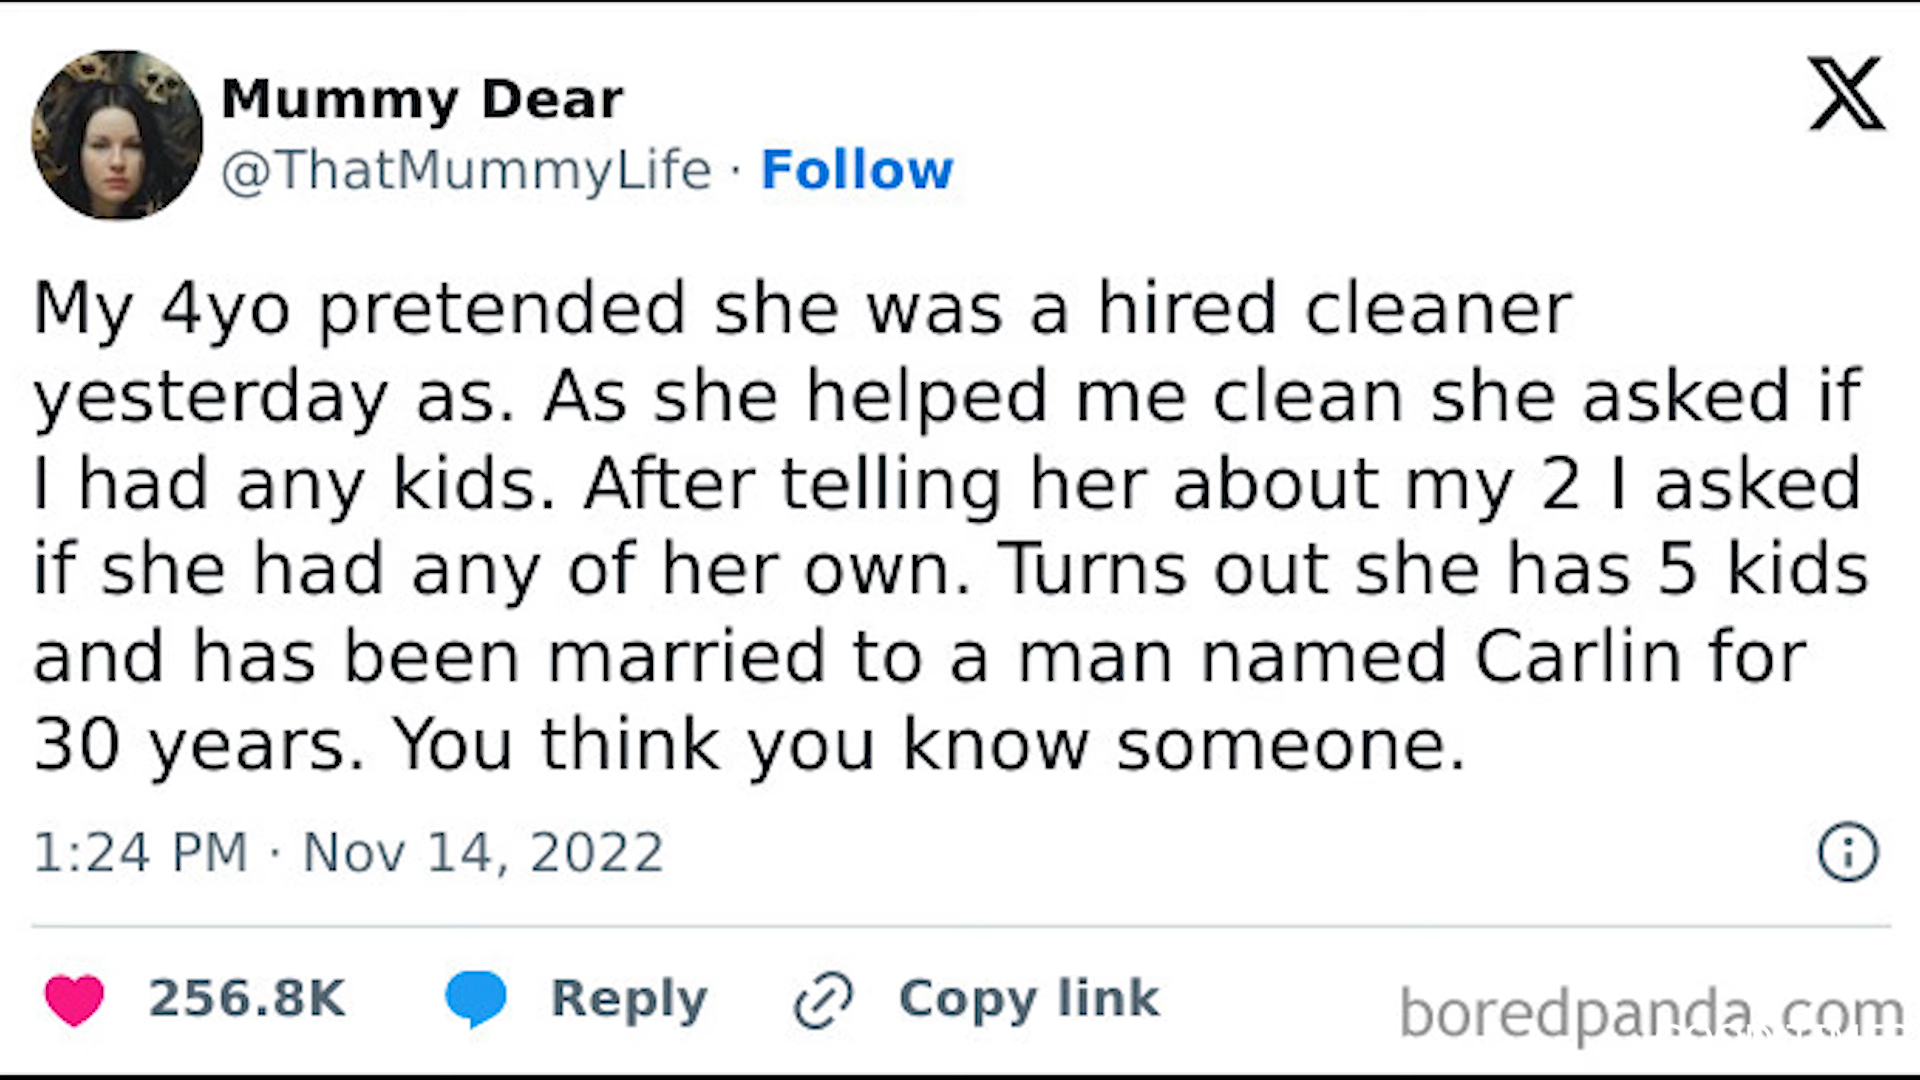 Mummy Dear
@ThatMummyLife · Follow
My 4yo pretended she was a hired cleaner
yesterday as. As she helped me clean she asked if
I had any kids. After telling her about my 2 I asked
if she had any of her own. Turns out she has 5 kids
and has been married to a man named Carlin for
30 years. You think you know someone.
1:24 PM · Nov 14, 2022
256.8K Reply Copy link
boredpanda.com